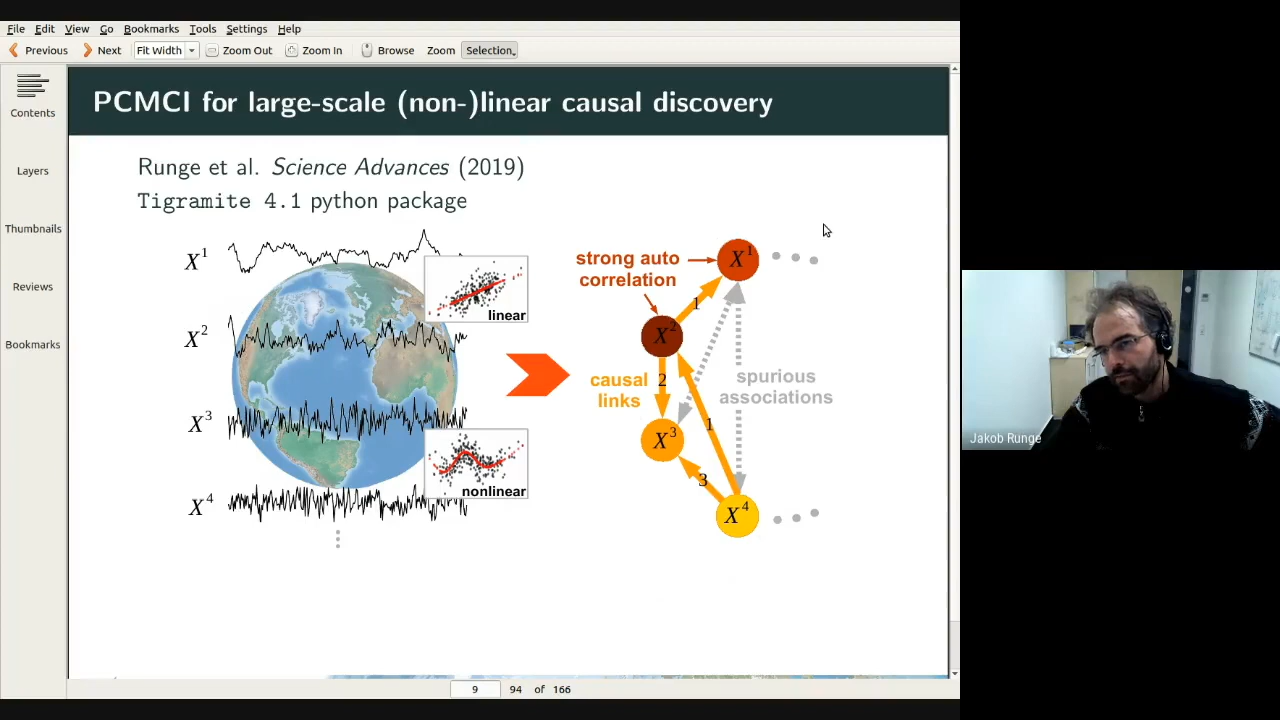 File Edit View Go Bookmarks Tools Settings Help
Previous Next Fit Width Zoom Out Zoom In Browse Zoom Selection
Contents
Layers
Thumbnails
Reviews
Bookmarks
PCMCI for large-scale (non-)linear causal discovery
Runge et al. Science Advances (2019)
Tigramite 4.1 python package
X¹
linear
X²
X³
nonlinear
X⁴
strong auto
correlation
X¹
1
X²
causal
links
2
spurious
associations
1
X³
3
X⁴
Jakob Runge
9 94 of 166